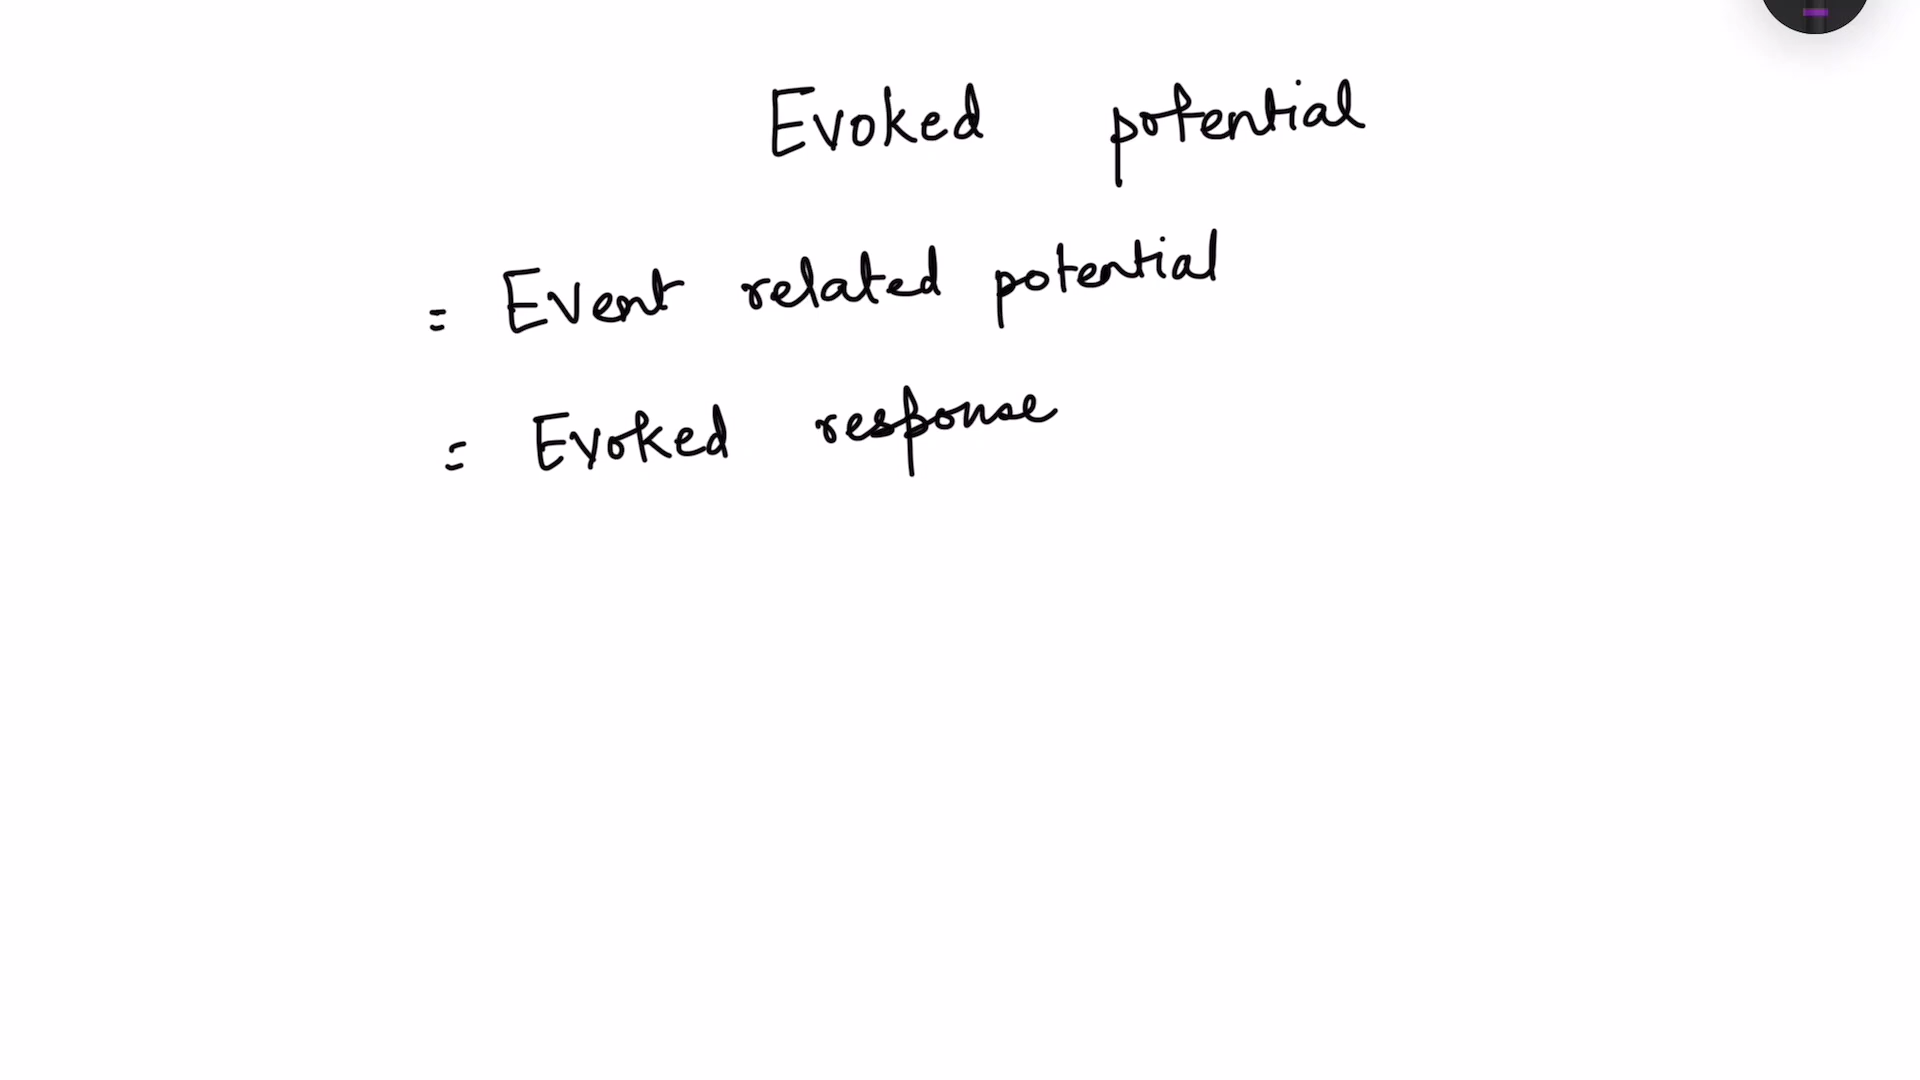 Evoked potential
= Event related potential
= Evoked response